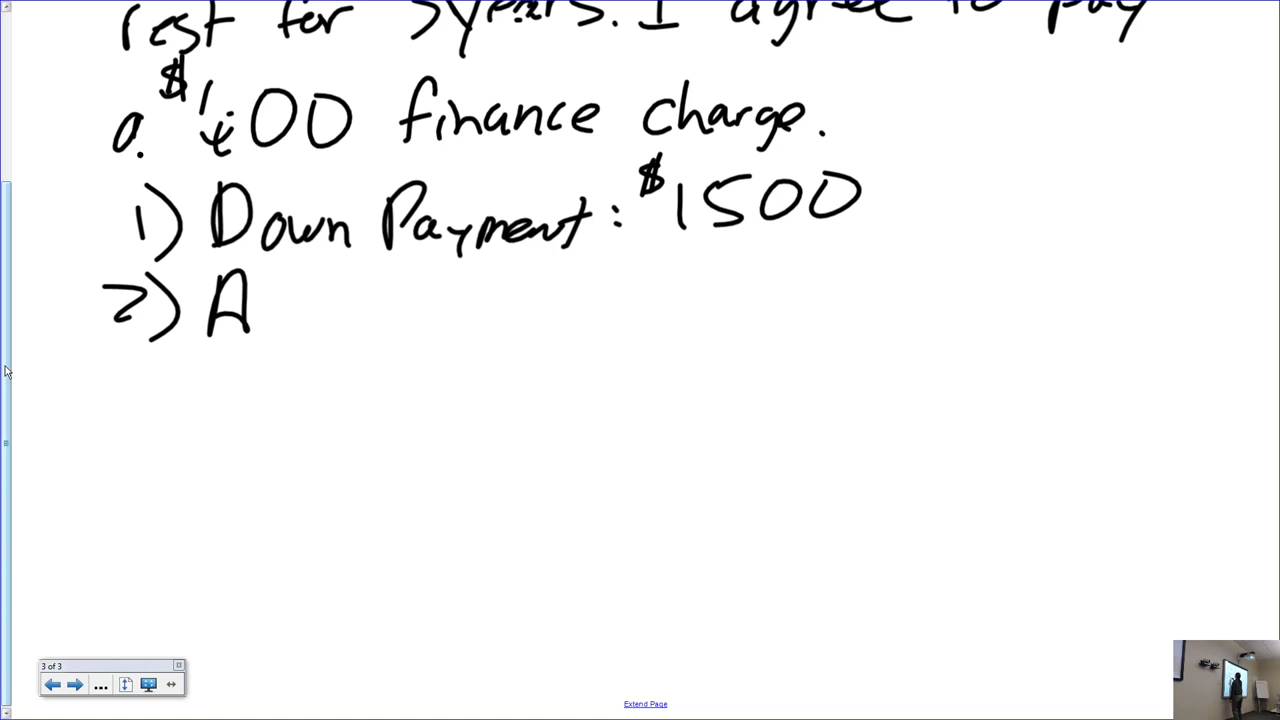 rest for 3 years. I agree to pay
a $1400 finance charge.
1) Down Payment: $1500
2) A
3 of 3
...
Extend Page